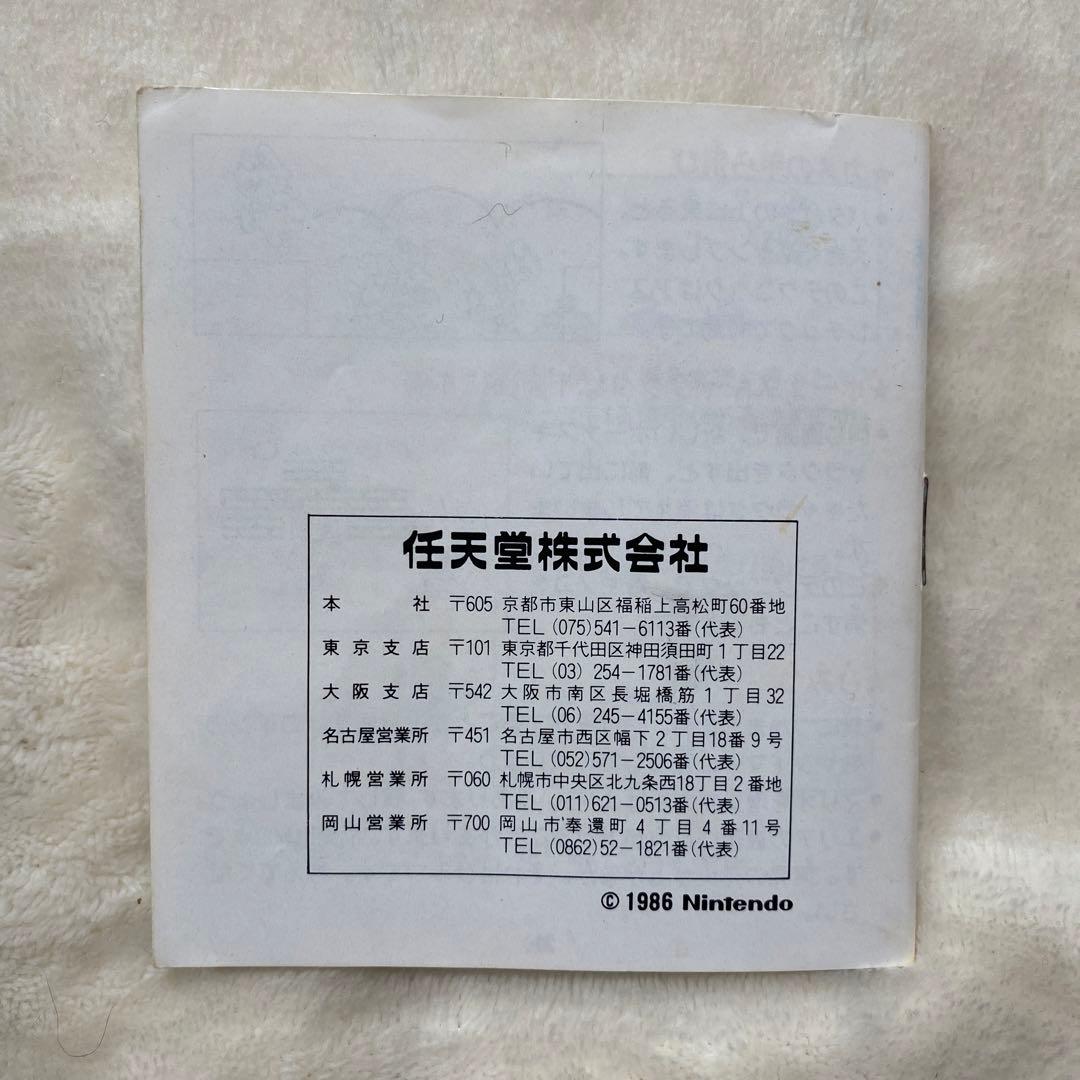 任天堂株式会社
本社 〒605 京都市東山区福稲上高松町60番地
TEL (075)541-6113番(代表)
東京支店 〒101 東京都千代田区神田須田町1丁目22
TEL (03) 254-1781番(代表)
大阪支店 〒542 大阪市南区長堀橋筋1丁目32
TEL (06) 245-4155番(代表)
名古屋営業所 〒451 名古屋市西区幅下2丁目18番9号
TEL (052)571-2506番(代表)
札幌営業所 〒060 札幌市中央区北九条西18丁目2番地
TEL (011)621-0513番(代表)
岡山営業所 〒700 岡山市奉還町4丁目4番11号
TEL (0862)52-1821番(代表)
© 1986 Nintendo